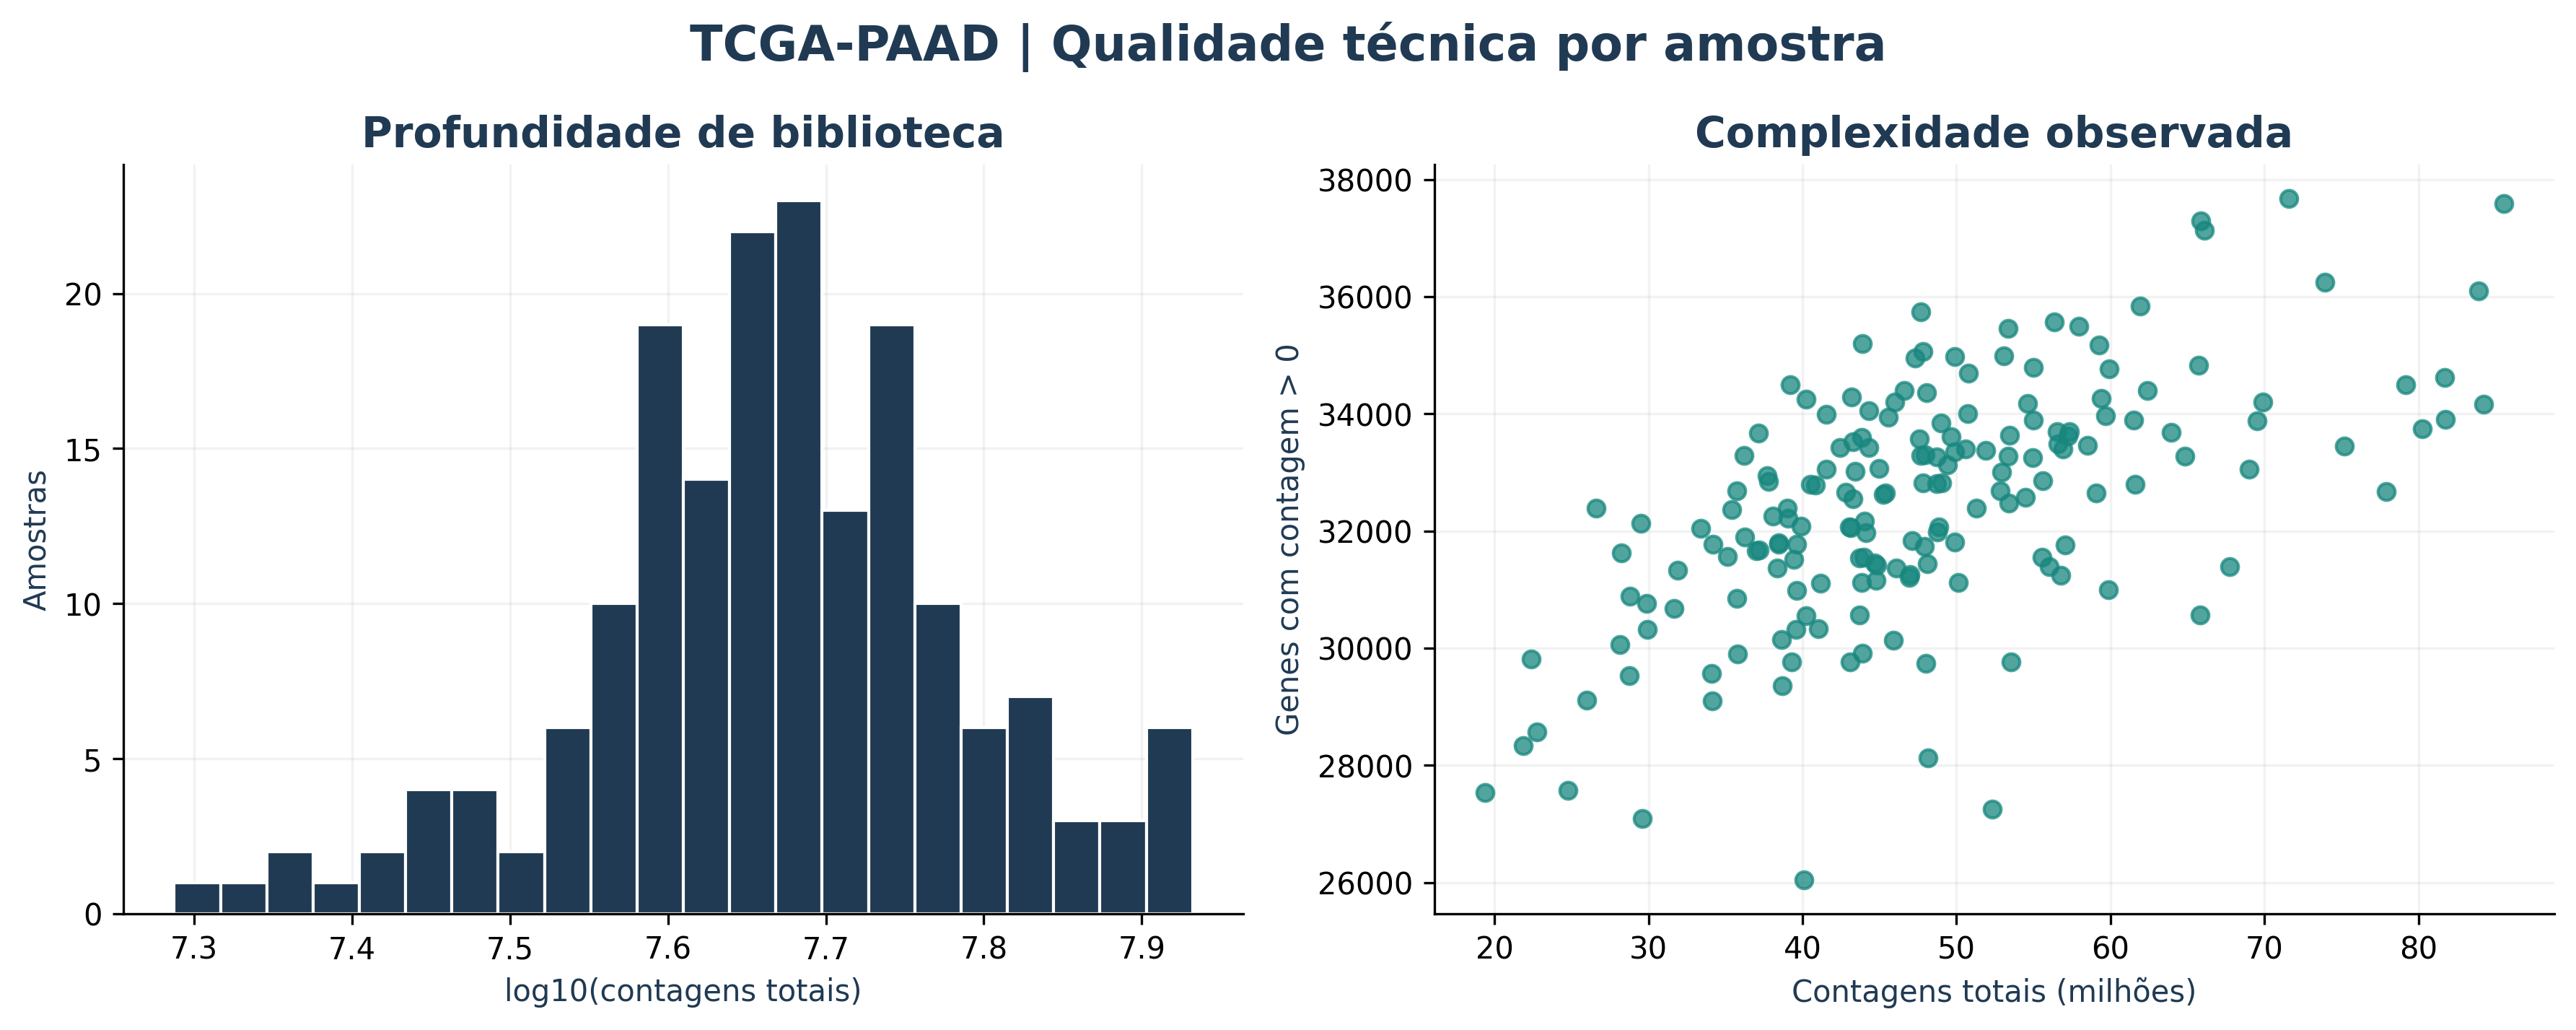 TCGA-PAAD | Qualidade técnica por amostra
Profundidade de biblioteca
Amostras
20
15
10
5
0
7.3 7.4 7.5 7.6 7.7 7.8 7.9
log10(contagens totais)
Complexidade observada
Genes com contagem > 0
38000
36000
34000
32000
30000
28000
26000
20 30 40 50 60 70 80
Contagens totais (milhões)